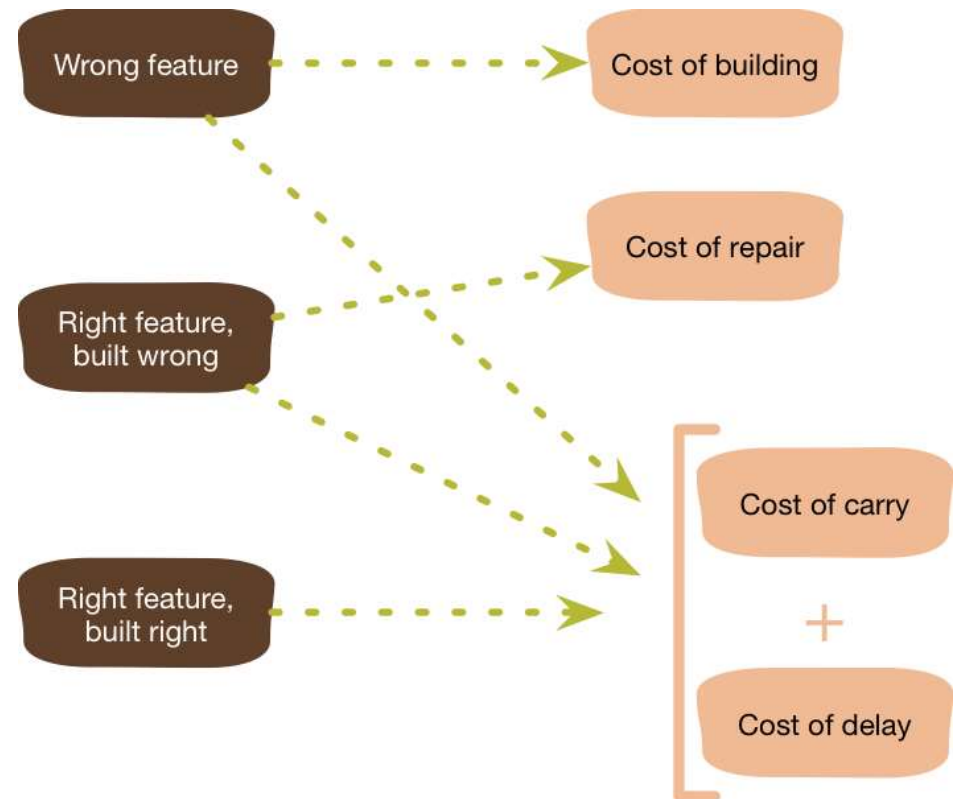 Wrong feature
Cost of building
Cost of repair
Right feature,
built wrong
Cost of carry
Right feature,
built right
+
Cost of delay